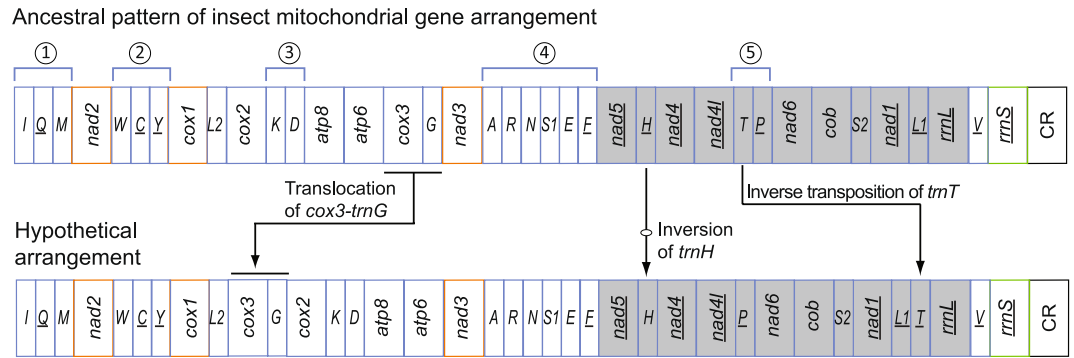 Ancestral pattern of insect mitochondrial gene arrangement
① ② ③ ④ ⑤
I Q M nad2 W C Y cox1 L2 cox2 K D atp8 atp6 cox3 G nad3 A R N S1 E F nad5 H nad4 nad4l T P nad6 cob S2 nad1 L1 rrnL V rrnS CR
Translocation
of cox3-trnG
Inversion
of trnH
Inverse transposition of trnT
Hypothetical
arrangement
I Q M nad2 W C Y cox1 L2 cox3 G cox2 K D atp8 atp6 nad3 A R N S1 E F nad5 H nad4 nad4l P nad6 cob S2 nad1 L1 T rrnL V rrnS CR